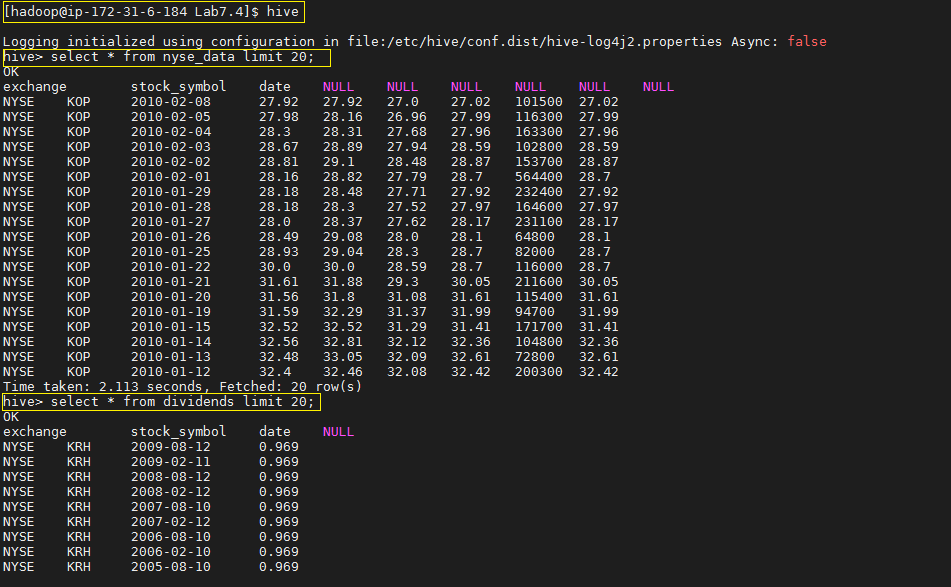 [hadoop@ip-172-31-6-184 Lab7.4]$ hive
Logging initialized using configuration in file:/etc/hive/conf.dist/hive-log4j2.properties Async: false
hive> select * from nyse_data limit 20;
OK
exchange stock_symbol date NULL NULL NULL NULL NULL NULL
NYSE KOP 2010-02-08 27.92 27.92 27.0 27.02 101500 27.02
NYSE KOP 2010-02-05 27.98 28.16 26.96 27.99 116300 27.99
NYSE KOP 2010-02-04 28.3 28.31 27.68 27.96 163300 27.96
NYSE KOP 2010-02-03 28.67 28.89 27.94 28.59 102800 28.59
NYSE KOP 2010-02-02 28.81 29.1 28.48 28.87 153700 28.87
NYSE KOP 2010-02-01 28.16 28.82 27.79 28.7 564400 28.7
NYSE KOP 2010-01-29 28.18 28.48 27.71 27.92 232400 27.92
NYSE KOP 2010-01-28 28.18 28.3 27.52 27.97 164600 27.97
NYSE KOP 2010-01-27 28.0 28.37 27.62 28.17 231100 28.17
NYSE KOP 2010-01-26 28.49 29.08 28.0 28.1 64800 28.1
NYSE KOP 2010-01-25 28.93 29.04 28.3 28.7 82000 28.7
NYSE KOP 2010-01-22 30.0 30.0 28.59 28.7 116000 28.7
NYSE KOP 2010-01-21 31.61 31.88 29.3 30.05 211600 30.05
NYSE KOP 2010-01-20 31.56 31.8 31.08 31.61 115400 31.61
NYSE KOP 2010-01-19 31.59 32.29 31.37 31.99 94700 31.99
NYSE KOP 2010-01-15 32.52 32.52 31.29 31.41 171700 31.41
NYSE KOP 2010-01-14 32.56 32.81 32.12 32.36 104800 32.36
NYSE KOP 2010-01-13 32.48 33.05 32.09 32.61 72800 32.61
NYSE KOP 2010-01-12 32.4 32.46 32.08 32.42 200300 32.42
Time taken: 2.113 seconds, Fetched: 20 row(s)
hive> select * from dividends limit 20;
OK
exchange stock_symbol date NULL
NYSE KRH 2009-08-12 0.969
NYSE KRH 2009-02-11 0.969
NYSE KRH 2008-08-12 0.969
NYSE KRH 2008-02-12 0.969
NYSE KRH 2007-08-10 0.969
NYSE KRH 2007-02-12 0.969
NYSE KRH 2006-08-10 0.969
NYSE KRH 2006-02-10 0.969
NYSE KRH 2005-08-10 0.969